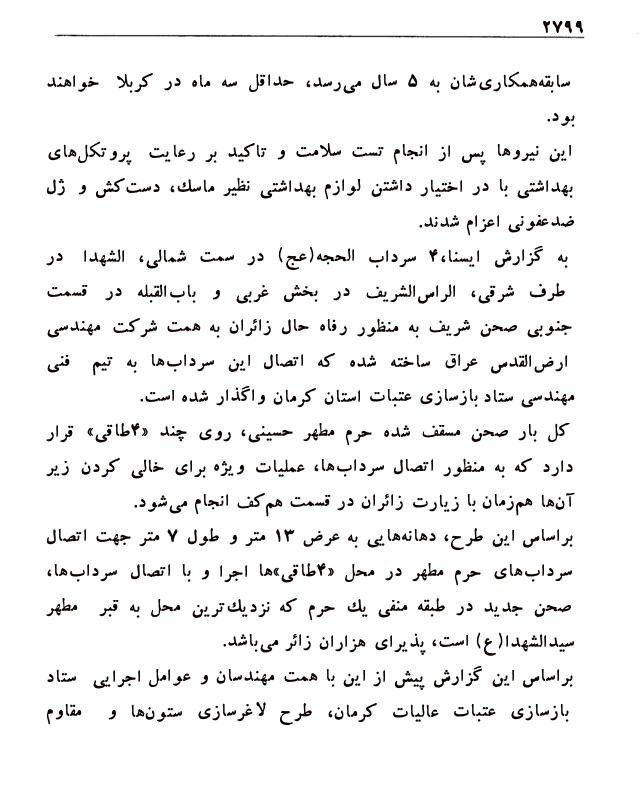 ۲۷۹۹
سابقه‌همکاری‌شان به ۵ سال می‌رسد، حداقل سه ماه در کربلا خواهند
بود.
این نیروها پس از انجام تست سلامت و تاکید بر رعایت پروتکل‌های
بهداشتی با در اختیار داشتن لوازم بهداشتی نظیر ماسك، دست‌کش و ژل
ضدعفونی اعزام شدند.
به گزارش ایسنا،۴ سرداب الحجه(عج) در سمت شمالی، الشهدا در
طرف شرقی، الراس‌الشریف در بخش غربی و باب‌القبله در قسمت
جنوبی صحن شریف به منظور رفاه حال زائران به همت شرکت مهندسی
ارض‌القدس عراق ساخته شده که اتصال این سرداب‌ها به تیم فنی
مهندسی ستاد بازسازی عتبات استان کرمان واگذار شده است.
کل بار صحن مسقف شده حرم مطهر حسینی، روی چند «۴طاقی» قرار
دارد که به منظور اتصال سرداب‌ها، عملیات ویژه برای خالی کردن زیر
آن‌ها هم‌زمان با زیارت زائران در قسمت هم‌کف انجام می‌شود.
براساس این طرح، دهانه‌هایی به عرض ۱۳ متر و طول ۷ متر جهت اتصال
سرداب‌های حرم مطهر در محل «۴طاقی»ها اجرا و با اتصال سرداب‌ها،
صحن جدید در طبقه منفی یك حرم که نزدیك‌ترین محل به قبر مطهر
سیدالشهدا(ع) است، پذیرای هزاران زائر می‌باشد.
براساس این گزارش پیش از این با همت مهندسان و عوامل اجرایی ستاد
بازسازی عتبات عالیات کرمان، طرح لاغرسازی ستون‌ها و مقاوم